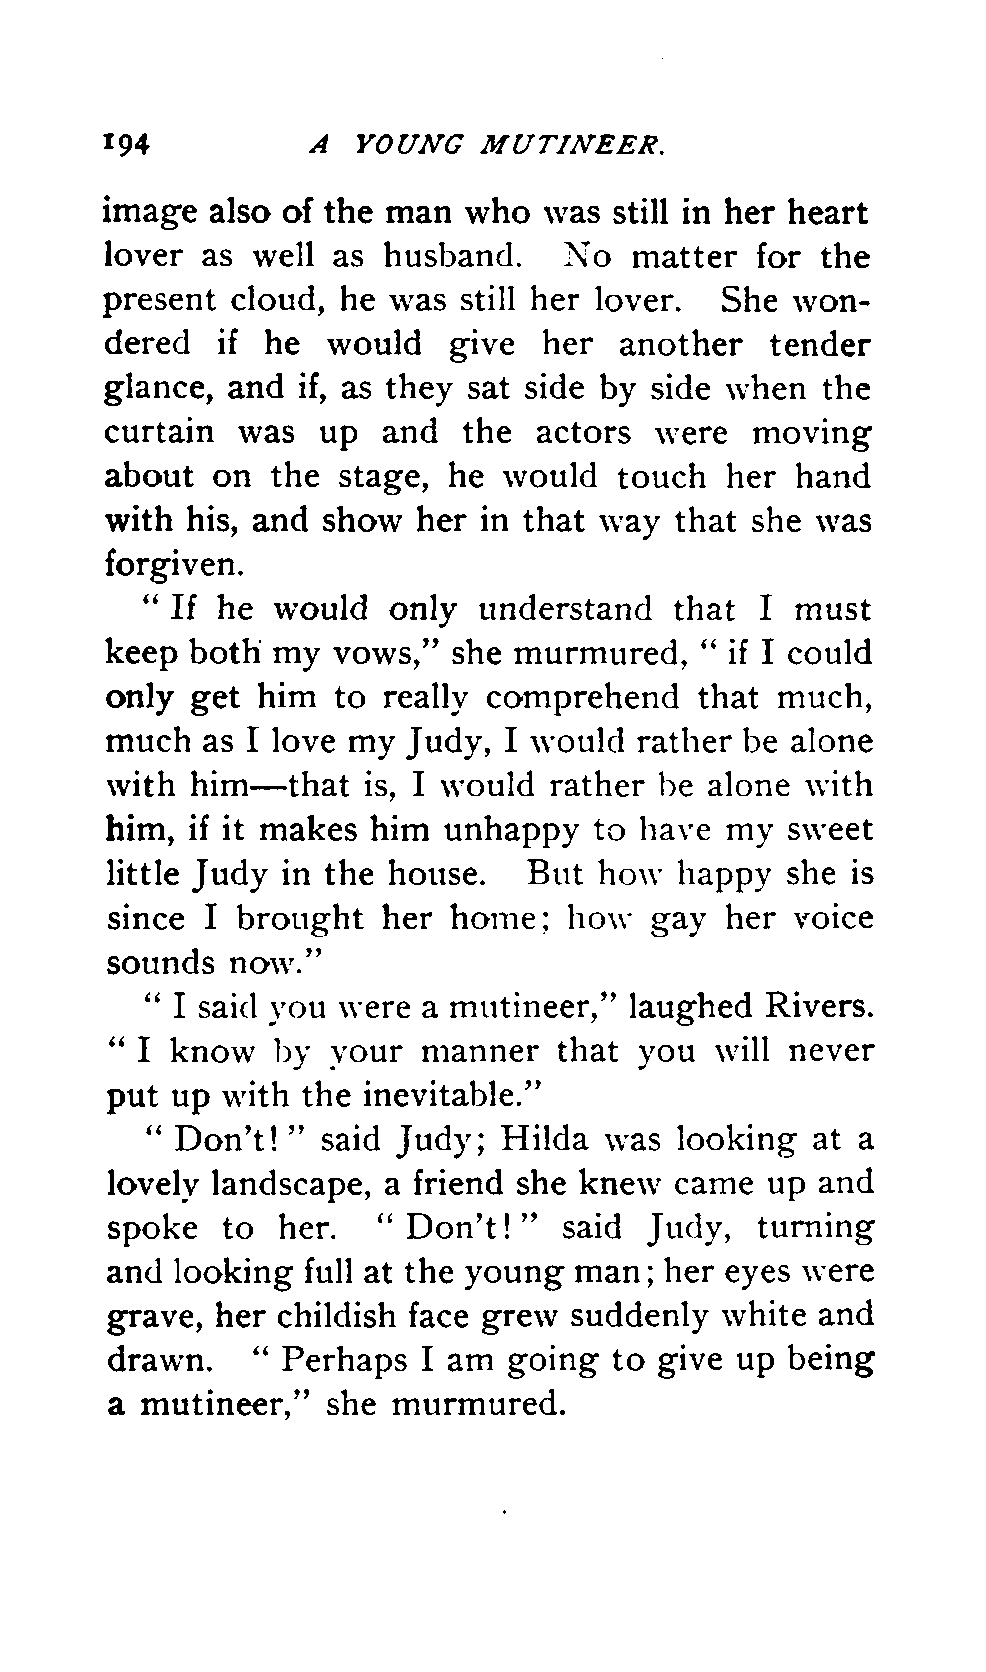 194 A YOUNG MUTINEER.
image also of the man who was still in her heart
lover as well as husband. No matter for the
present cloud, he was still her lover. She won-
dered if he would give her another tender
glance, and if, as they sat side by side when the
curtain was up and the actors were moving
about on the stage, he would touch her hand
with his, and show her in that way that she was
forgiven.
" If he would only understand that I must
keep both my vows," she murmured, " if I could
only get him to really comprehend that much,
much as I love my Judy, I would rather be alone
with him—that is, I would rather be alone with
him, if it makes him unhappy to have my sweet
little Judy in the house. But how happy she is
since I brought her home; how gay her voice
sounds now."
" I said you were a mutineer," laughed Rivers.
" I know by your manner that you will never
put up with the inevitable."
" Don't! " said Judy; Hilda was looking at a
lovely landscape, a friend she knew came up and
spoke to her. " Don't! " said Judy, turning
and looking full at the young man; her eyes were
grave, her childish face grew suddenly white and
drawn. " Perhaps I am going to give up being
a mutineer," she murmured.